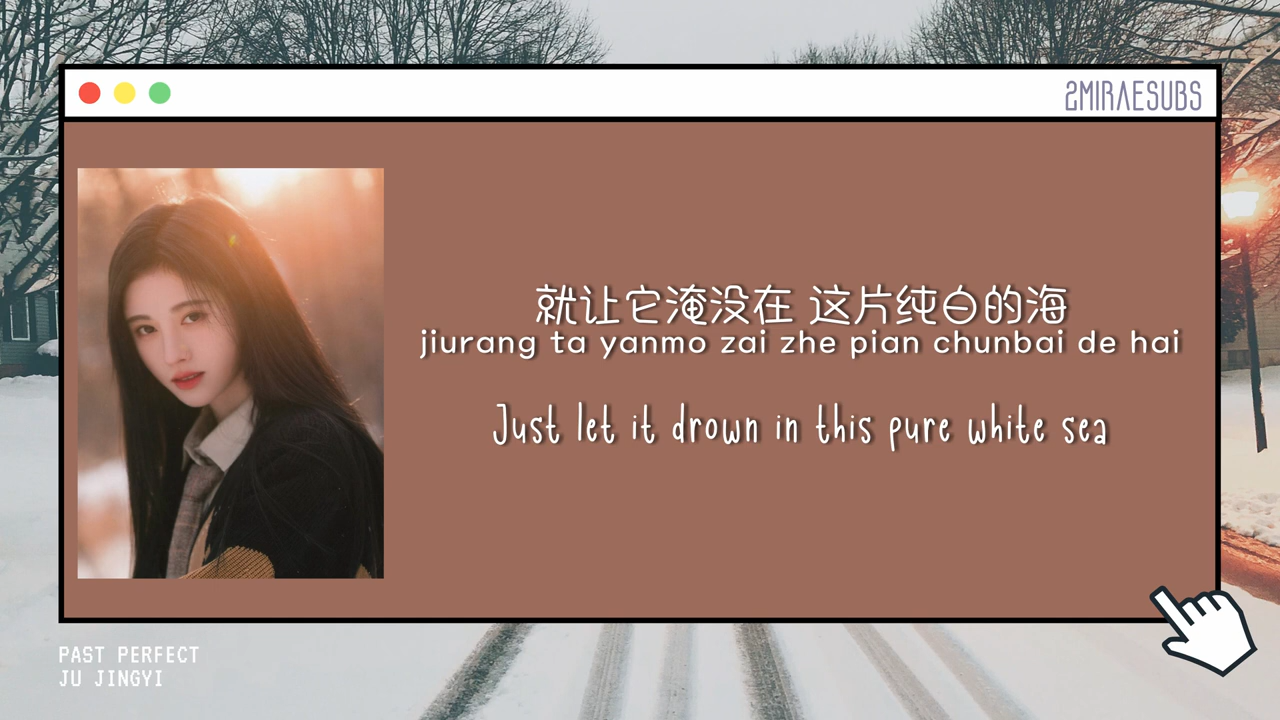 2MIRAESUBS
就让它淹没在 这片纯白的海
jiurang ta yanmo zai zhe pian chunbai de hai
Just let it drown in this pure white sea
PAST PERFECT
JU JINGYI